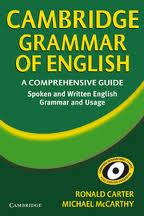 CAMBRIDGE
GRAMMAR OF
ENGLISH
A COMPREHENSIVE GUIDE
Spoken and Written English
Grammar and Usage
RONALD CARTER
MICHAEL McCARTHY
CAMBRIDGE